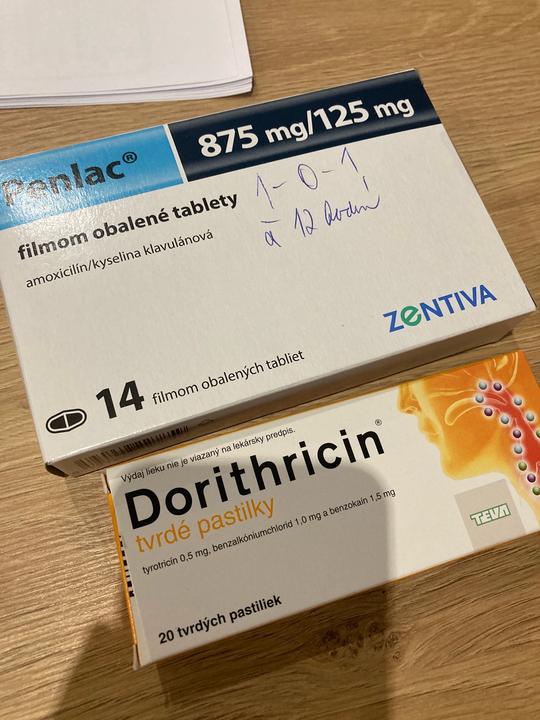 Penlac®
875 mg/125 mg
filmom obalené tablety
amoxicilín/kyselina klavulánová
1-0-1
à 12 hodín
ZENTIVA
14 filmom obalených tabliet
Výdaj lieku nie je viazaný na lekársky predpis.
Dorithricin®
tvrdé pastilky
tyrotricín 0,5 mg, benzalkóniumchlorid 1,0 mg a benzokaín 1,5 mg
TEVA
20 tvrdých pastiliek